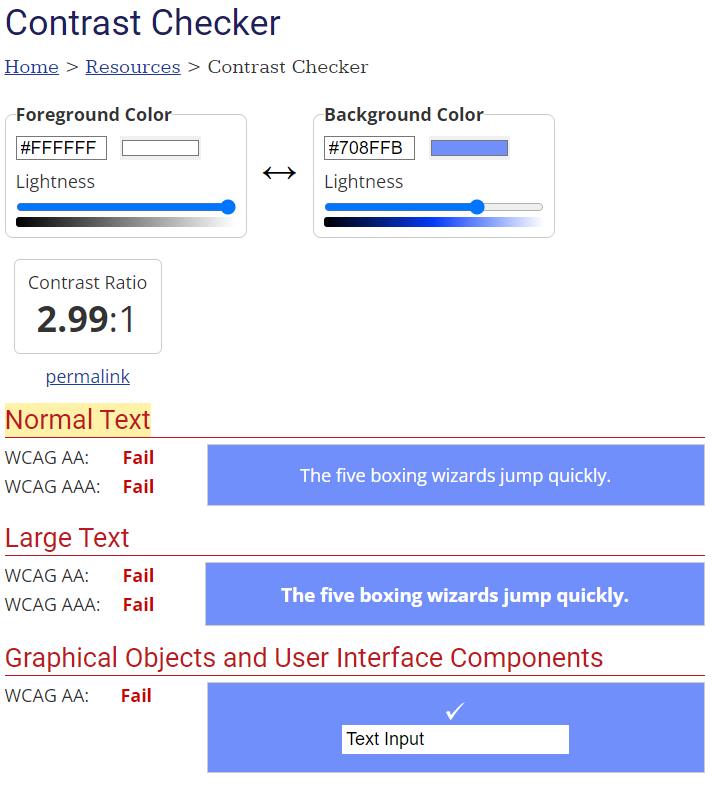 Contrast Checker
Home > Resources > Contrast Checker
Foreground Color
#FFFFFF
Lightness
Background Color
#708FFB
Lightness
Contrast Ratio
2.99:1
permalink
Normal Text
WCAG AA: Fail
WCAG AAA: Fail
The five boxing wizards jump quickly.
Large Text
WCAG AA: Fail
WCAG AAA: Fail
The five boxing wizards jump quickly.
Graphical Objects and User Interface Components
WCAG AA: Fail
Text Input